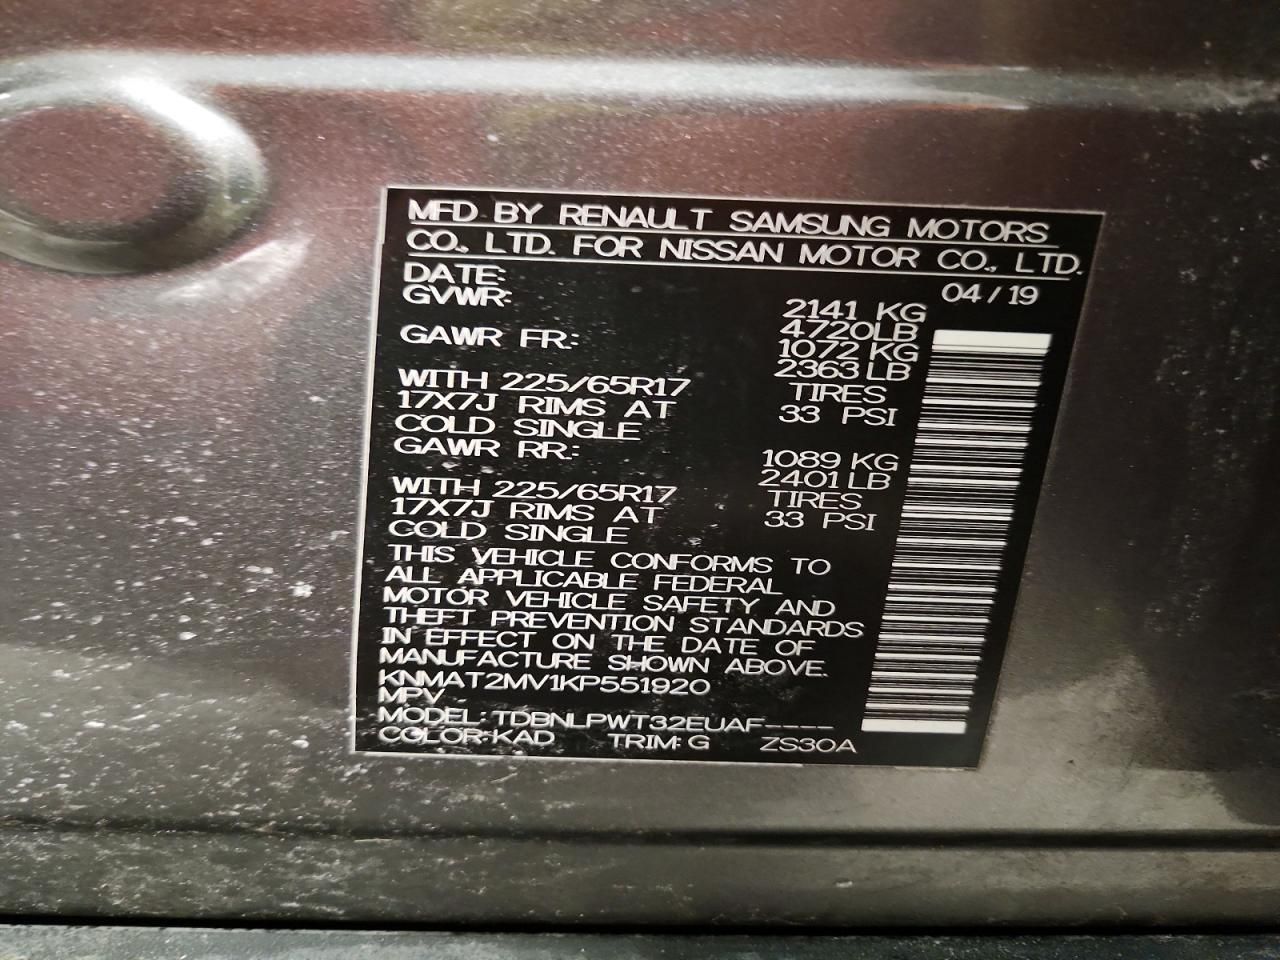 MFD BY RENAULT SAMSUNG MOTORS
CO., LTD. FOR NISSAN MOTOR CO., LTD.
DATE: 04/19
GVWR: 2141 KG
4720LB
GAWR FR.: 1072 KG
2363 LB
WITH 225/65R17 TIRES
17X7J RIMS AT 33 PSI
COLD SINGLE
GAWR RR.: 1089 KG
2401 LB
WITH 225/65R17 TIRES
17X7J RIMS AT 33 PSI
COLD SINGLE
THIS VEHICLE CONFORMS TO
ALL APPLICABLE FEDERAL
MOTOR VEHICLE SAFETY AND
THEFT PREVENTION STANDARDS
IN EFFECT ON THE DATE OF
MANUFACTURE SHOWN ABOVE.
KNMAT2MV1KP551920
MPV
MODEL: TDBNLPWT32EUAF----
COLOR: KAD TRIM: G ZS30A